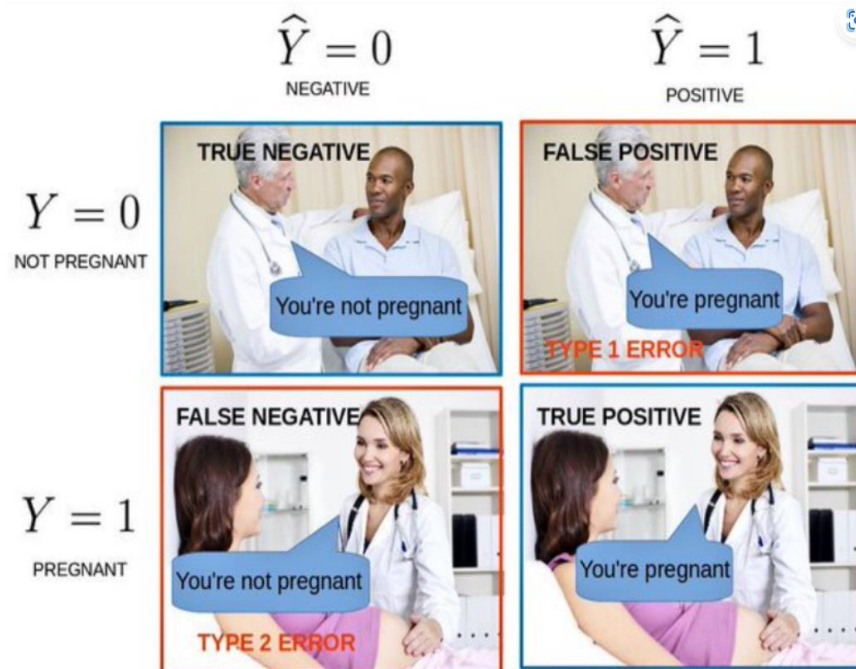 Ŷ = 0
Ŷ = 1
NEGATIVE
POSITIVE
TRUE NEGATIVE
FALSE POSITIVE
Y = 0
NOT PREGNANT
You're not pregnant
You're pregnant
TYPE 1 ERROR
FALSE NEGATIVE
TRUE POSITIVE
Y = 1
PREGNANT
You're not pregnant
You're pregnant
TYPE 2 ERROR